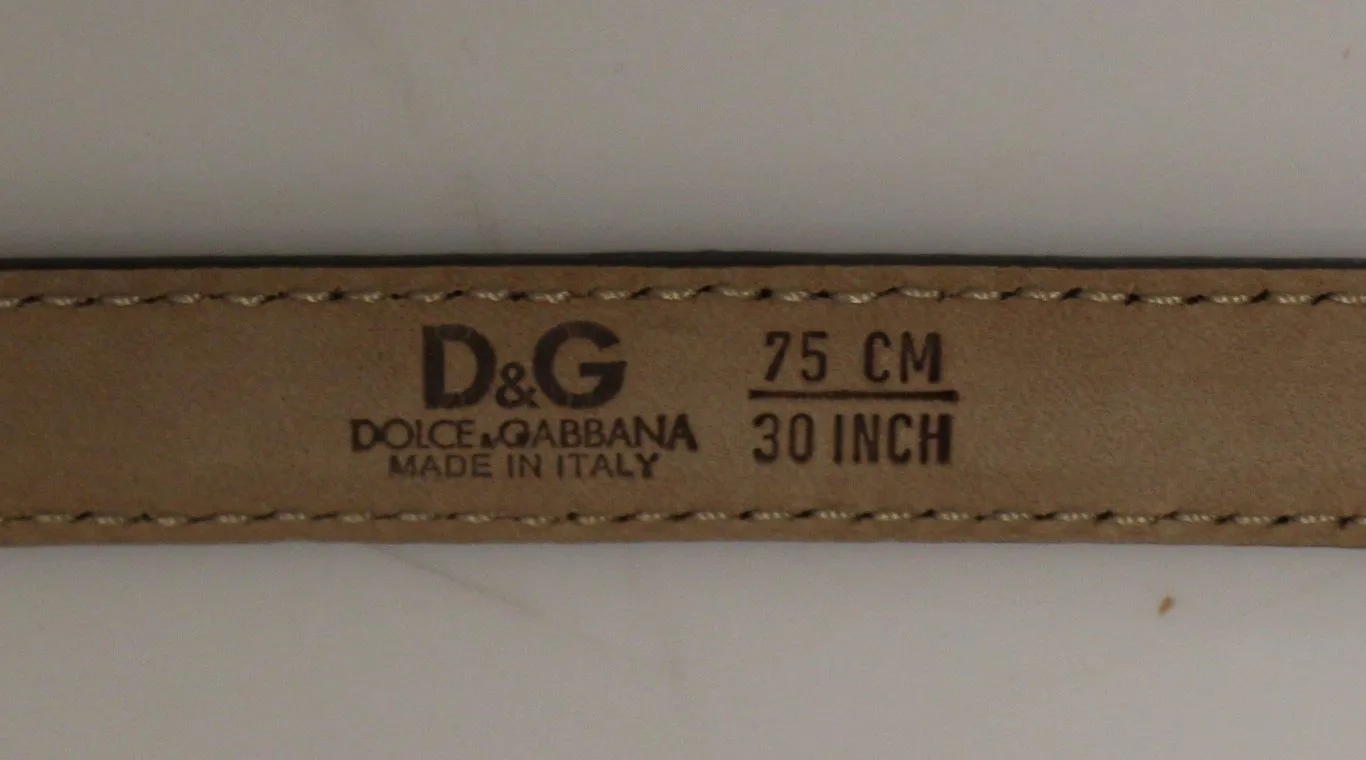 D&G
DOLCE & GABBANA
MADE IN ITALY
75 CM
30 INCH